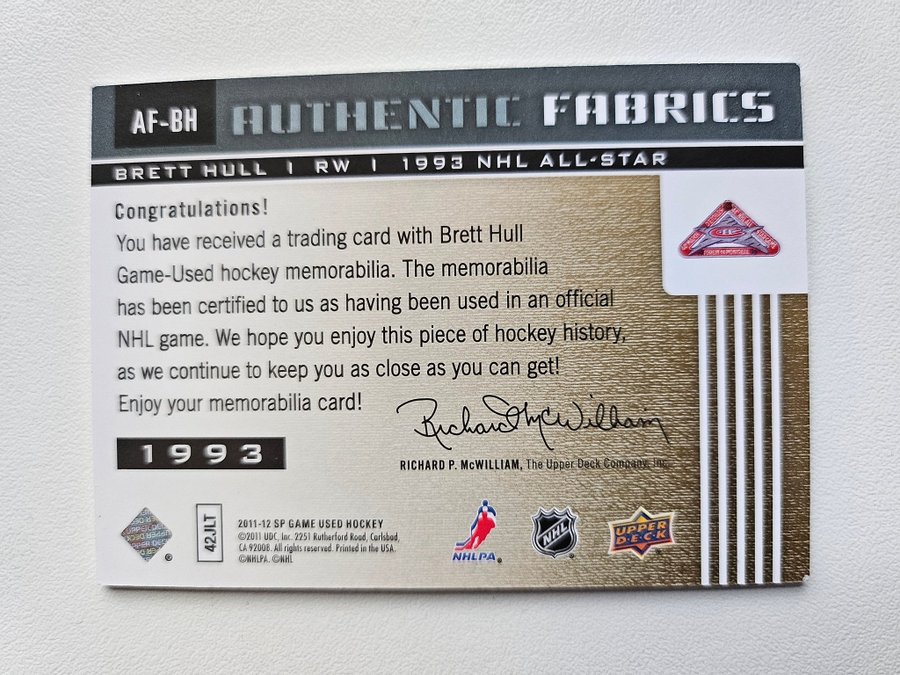 AF-BH AUTHENTIC FABRICS
BRETT HULL | RW | 1993 NHL ALL-STAR
Congratulations!
You have received a trading card with Brett Hull
Game-Used hockey memorabilia. The memorabilia
has been certified to us as having been used in an official
NHL game. We hope you enjoy this piece of hockey history,
as we continue to keep you as close as you can get!
Enjoy your memorabilia card!
Richard McWilliam
RICHARD P. McWILLIAM, The Upper Deck Company, Inc.
1993
42JLT
2011-12 SP GAME USED HOCKEY
©2011 UDC, Inc. 2251 Rutherford Road, Carlsbad,
CA 92008. All rights reserved. Printed in the USA.
©NHLPA. ©NHL
NHLPA
NHL
UPPER
DECK